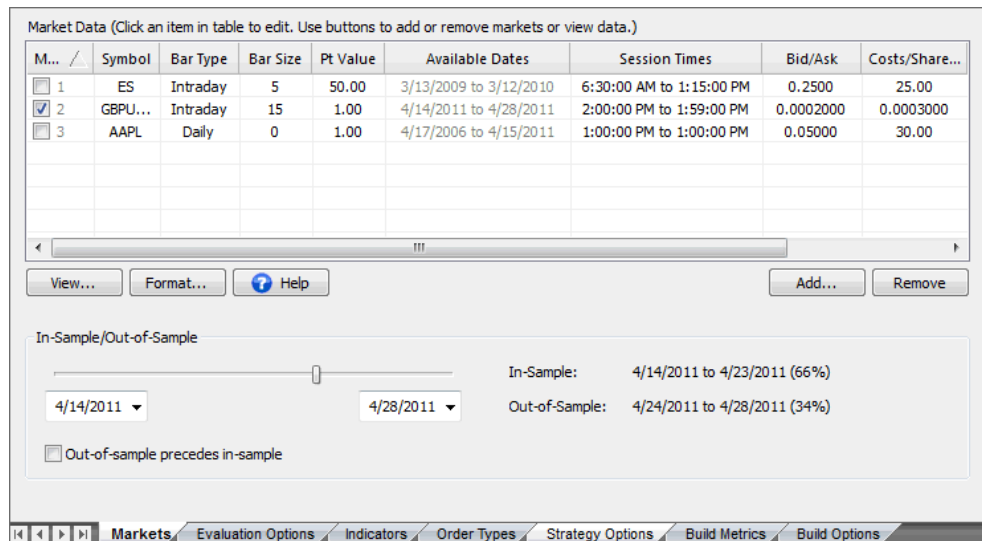 Market Data (Click an item in table to edit. Use buttons to add or remove markets or view data.)
M... Symbol Bar Type Bar Size Pt Value Available Dates Session Times Bid/Ask Costs/Share...
1 ES Intraday 5 50.00 3/13/2009 to 3/12/2010 6:30:00 AM to 1:15:00 PM 0.2500 25.00
2 GBPU... Intraday 15 1.00 4/14/2011 to 4/28/2011 2:00:00 PM to 1:59:00 PM 0.0002000 0.0003000
3 AAPL Daily 0 1.00 4/17/2006 to 4/15/2011 1:00:00 PM to 1:00:00 PM 0.05000 30.00
View... Format... Help Add... Remove
In-Sample/Out-of-Sample
In-Sample: 4/14/2011 to 4/23/2011 (66%)
4/14/2011 4/28/2011 Out-of-Sample: 4/24/2011 to 4/28/2011 (34%)
Out-of-sample precedes in-sample
Markets Evaluation Options Indicators Order Types Strategy Options Build Metrics Build Options